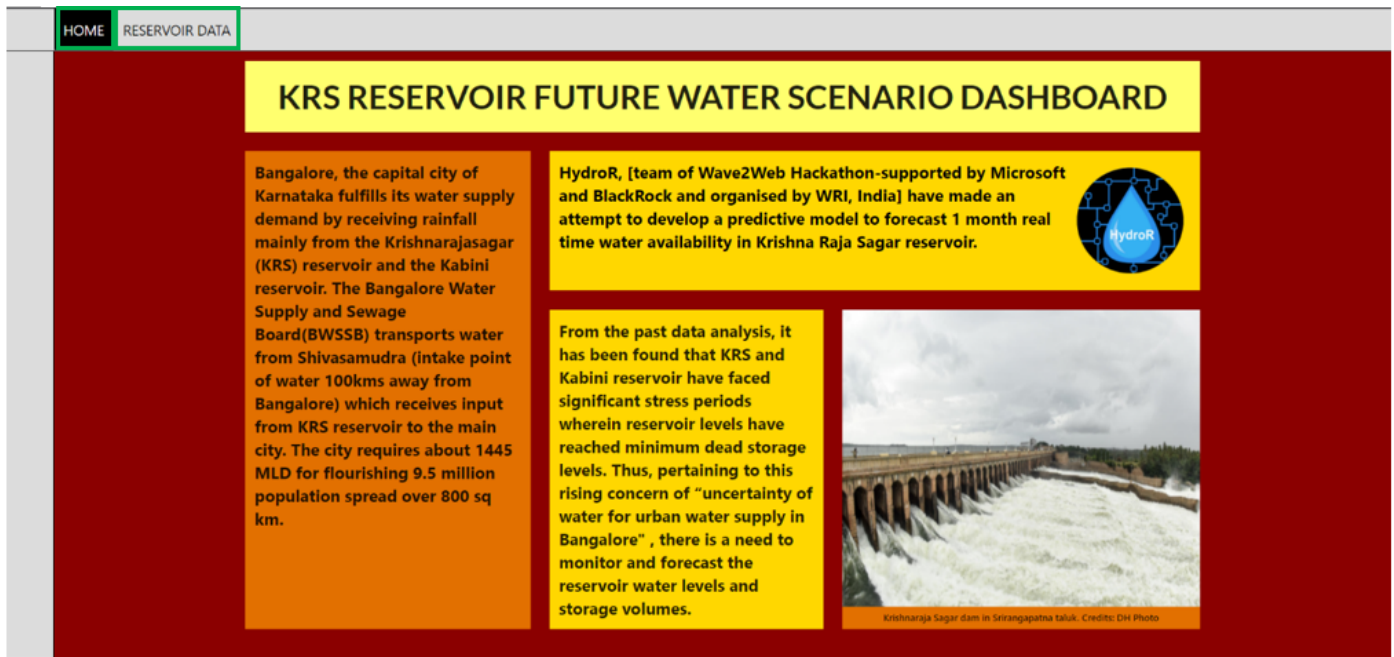 HOME RESERVOIR DATA
KRS RESERVOIR FUTURE WATER SCENARIO DASHBOARD
Bangalore, the capital city of
Karnataka fulfills its water supply
demand by receiving rainfall
mainly from the Krishnarajasagar
(KRS) reservoir and the Kabini
reservoir. The Bangalore Water
Supply and Sewage
Board(BWSSB) transports water
from Shivasamudra (intake point
of water 100kms away from
Bangalore) which receives input
from KRS reservoir to the main
city. The city requires about 1445
MLD for flourishing 9.5 million
population spread over 800 sq
km.
HydroR, [team of Wave2Web Hackathon-supported by Microsoft
and BlackRock and organised by WRI, India] have made an
attempt to develop a predictive model to forecast 1 month real
time water availability in Krishna Raja Sagar reservoir.
HydroR
From the past data analysis, it
has been found that KRS and
Kabini reservoir have faced
significant stress periods
wherein reservoir levels have
reached minimum dead storage
levels. Thus, pertaining to this
rising concern of “uncertainty of
water for urban water supply in
Bangalore" , there is a need to
monitor and forecast the
reservoir water levels and
storage volumes.
Krishnaraja Sagar dam in Srirangapatna taluk. Credits: DH Photo